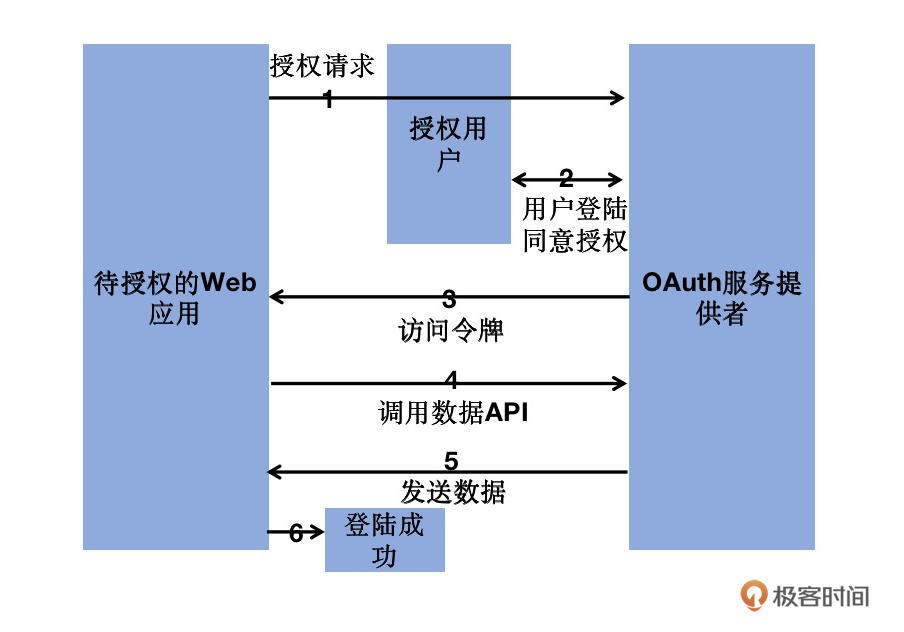 授权请求
1
授权用
户
2
用户登陆
同意授权
待授权的Web
应用
OAuth服务提
供者
3
访问令牌
4
调用数据API
5
发送数据
6
登陆成
功
极客时间